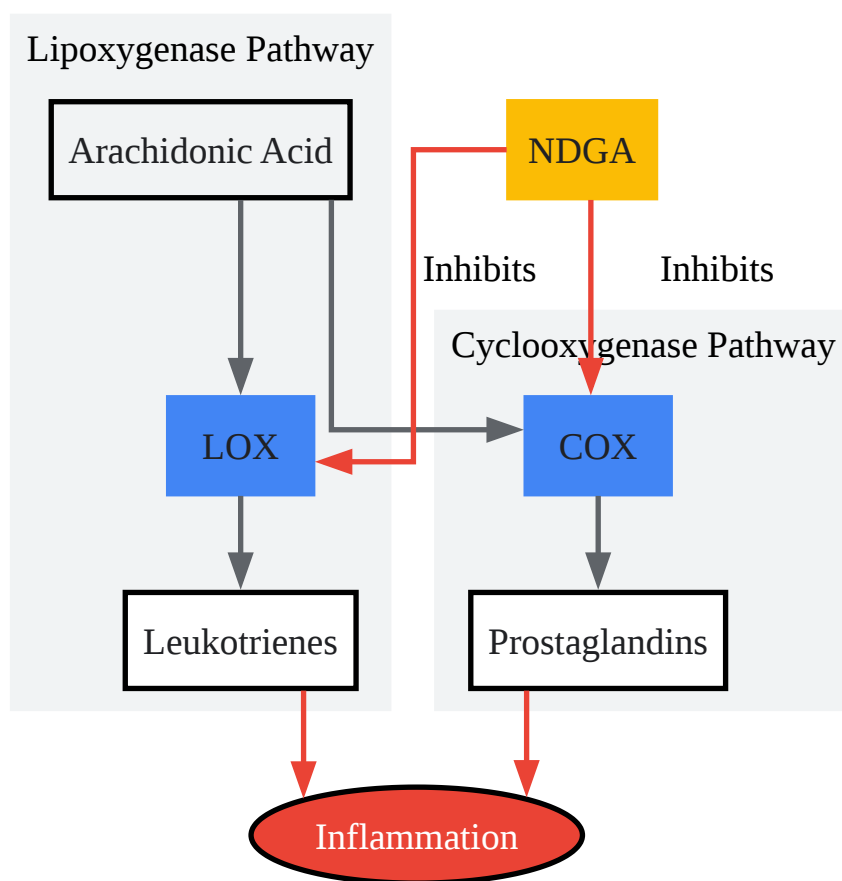 Lipoxygenase Pathway
Arachidonic Acid
NDGA
Inhibits
Inhibits
Cyclooxygenase Pathway
LOX
COX
Leukotrienes
Prostaglandins
Inflammation